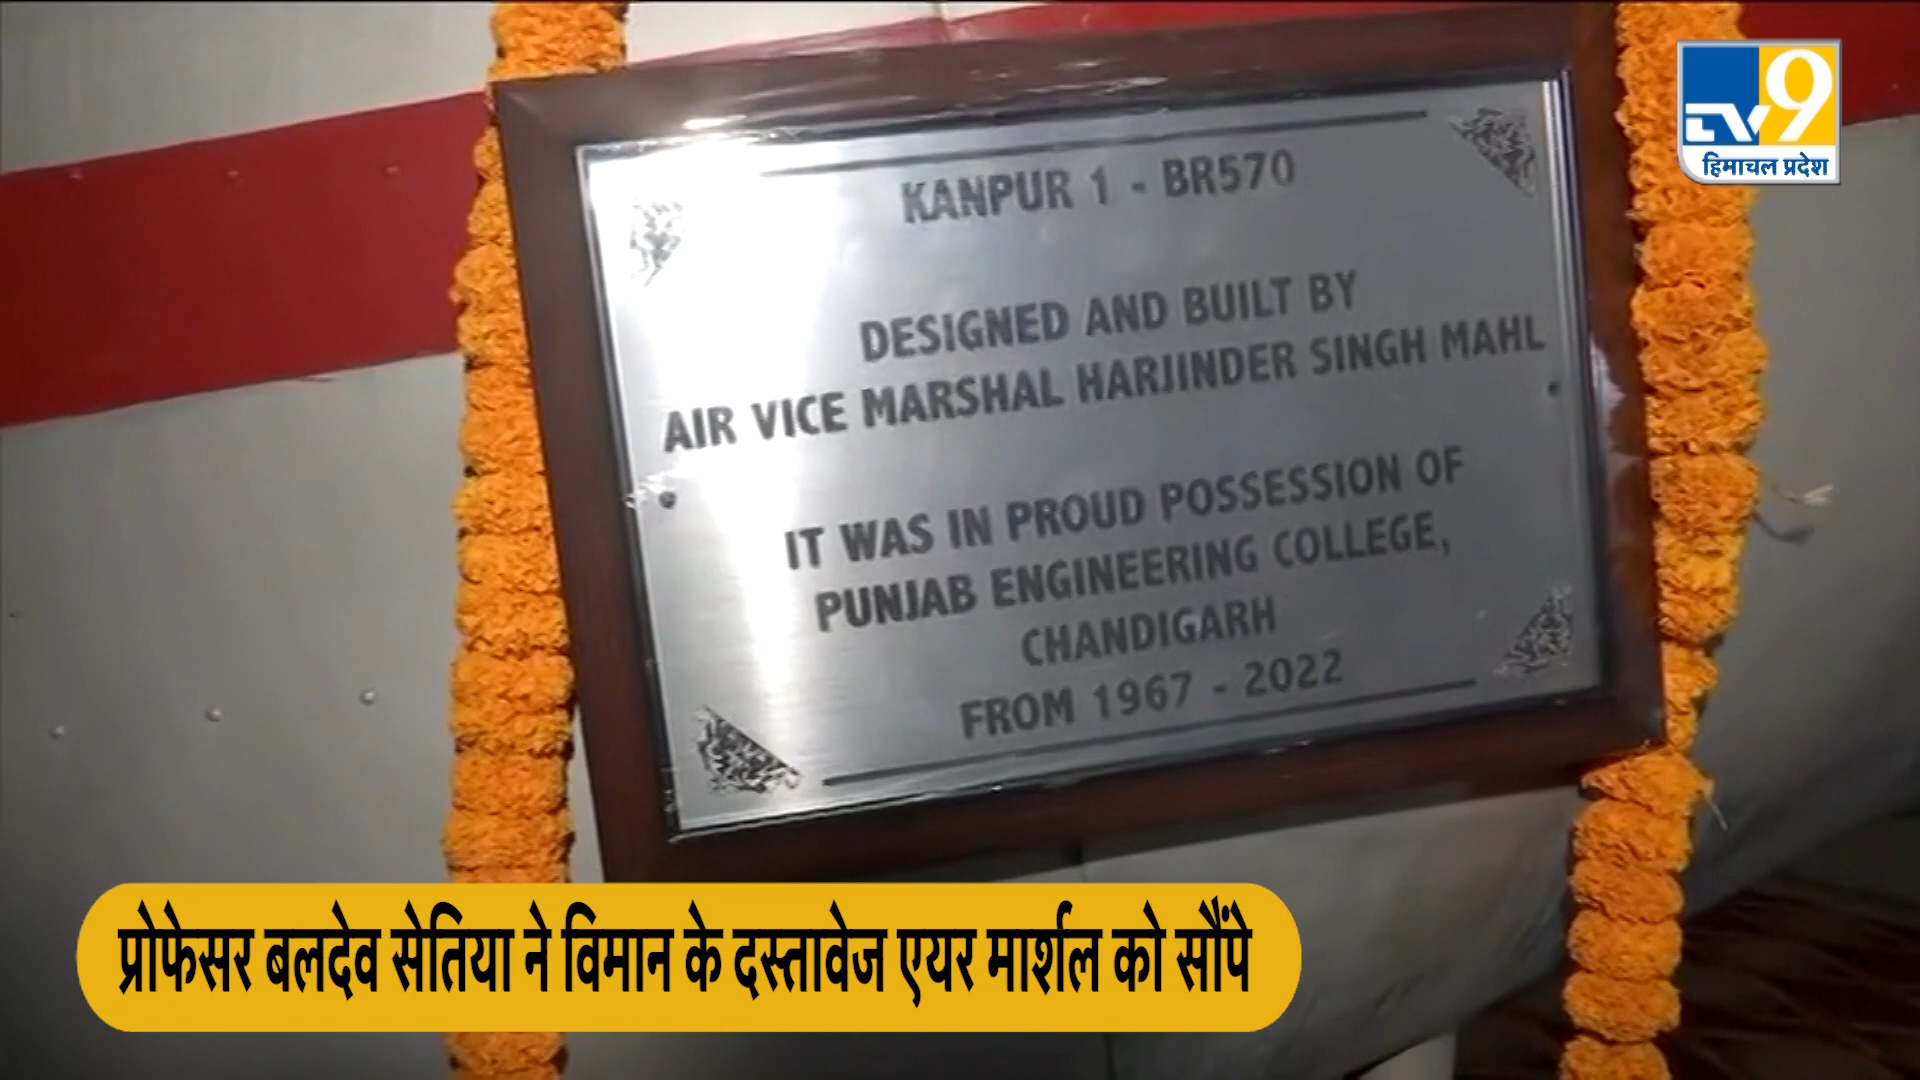 TV9
हिमाचल प्रदेश
KANPUR 1 - BR570
DESIGNED AND BUILT BY
AIR VICE MARSHAL HARJINDER SINGH MAHL
IT WAS IN PROUD POSSESSION OF
PUNJAB ENGINEERING COLLEGE,
CHANDIGARH
FROM 1967 - 2022
प्रोफेसर बलदेव सेतिया ने विमान के दस्तावेज एयर मार्शल को सौंपे